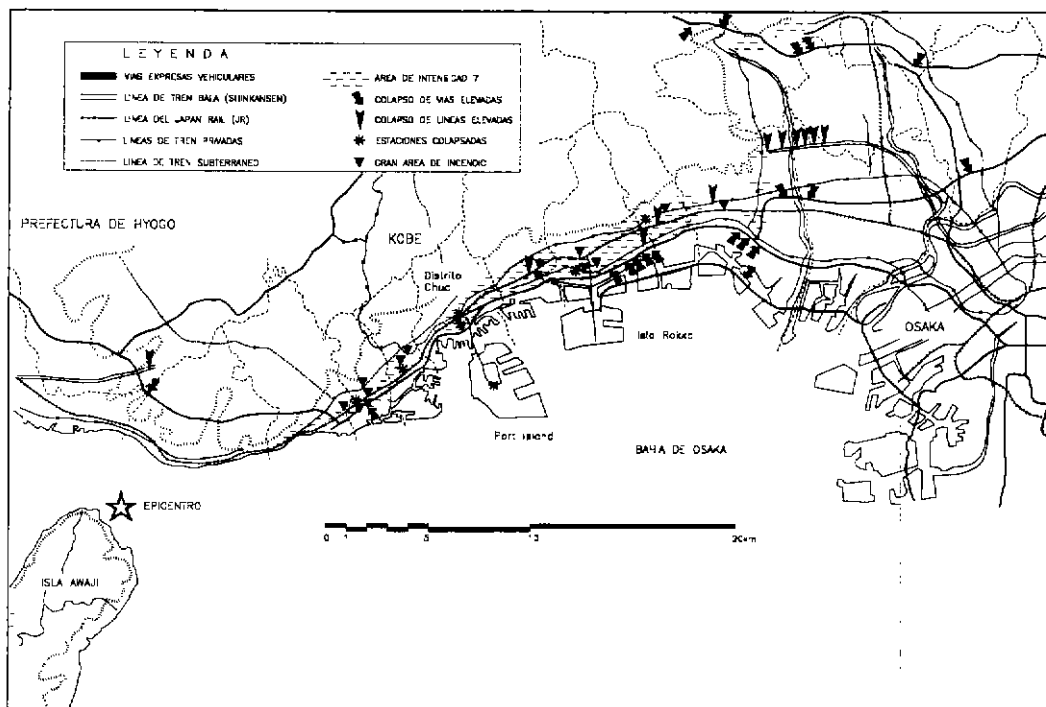 LEYENDA
VIAS EXPRESAS VEHICULARES
LINEA DE TREN BALA (SHINKANSEN)
LINEA DEL JAPAN RAIL (JR)
LINEAS DE TREN PRIVADAS
LINEA DE TREN SUBTERRANEO
AREA DE INTENSIDAD 7
COLAPSO DE VIAS ELEVADAS
COLAPSO DE LINEAS ELEVADAS
ESTACIONES COLAPSADAS
GRAN AREA DE INCENDIO
PREFECTURA DE HYOGO
KOBE
Distrito
Chuo
Isla Rokko
OSAKA
Port Island
BAHIA DE OSAKA
EPICENTRO
0 1 5 10 20km
ISLA AWAJI